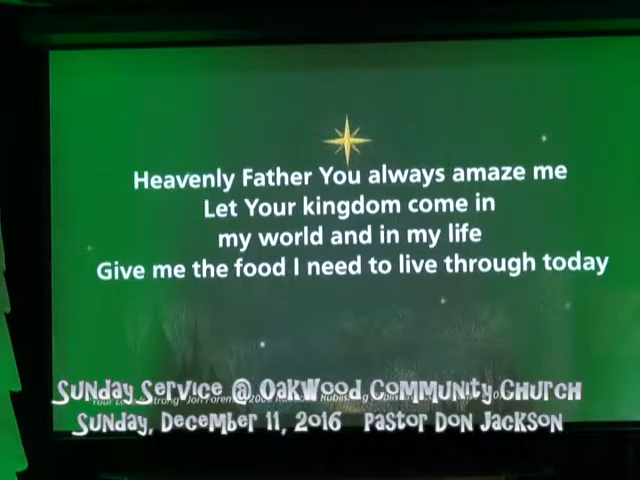 Heavenly Father You always amaze me
Let Your kingdom come in
my world and in my life
Give me the food I need to live through today
Sunday Service @ Oakwood Community Church
Sunday, December 11, 2016 Pastor Don Jackson